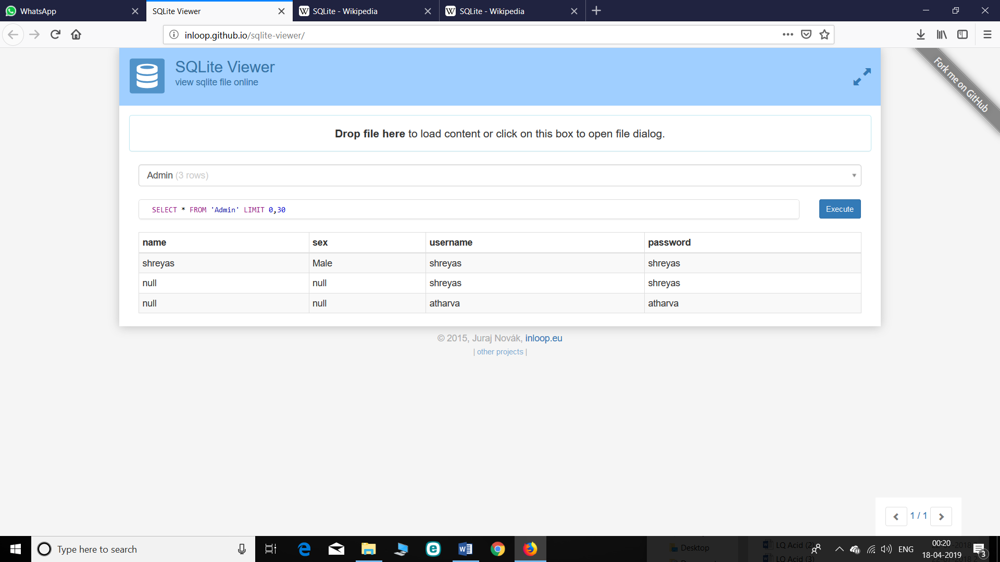 WhatsApp
SQLite Viewer
SQLite - Wikipedia
SQLite - Wikipedia
inloop.github.io/sqlite-viewer/
SQLite Viewer
view sqlite file online
Fork me on GitHub
Drop file here to load content or click on this box to open file dialog.
Admin (3 rows)
SELECT * FROM 'Admin' LIMIT 0,30
Execute
name sex username password
shreyas Male shreyas shreyas
null null shreyas shreyas
null null atharva atharva
© 2015, Juraj Novák, inloop.eu
| other projects |
1 / 1
Type here to search
Desktop
LQ Acid (2)
LQ Acid (3)
ENG
00:20
18-04-2019
3